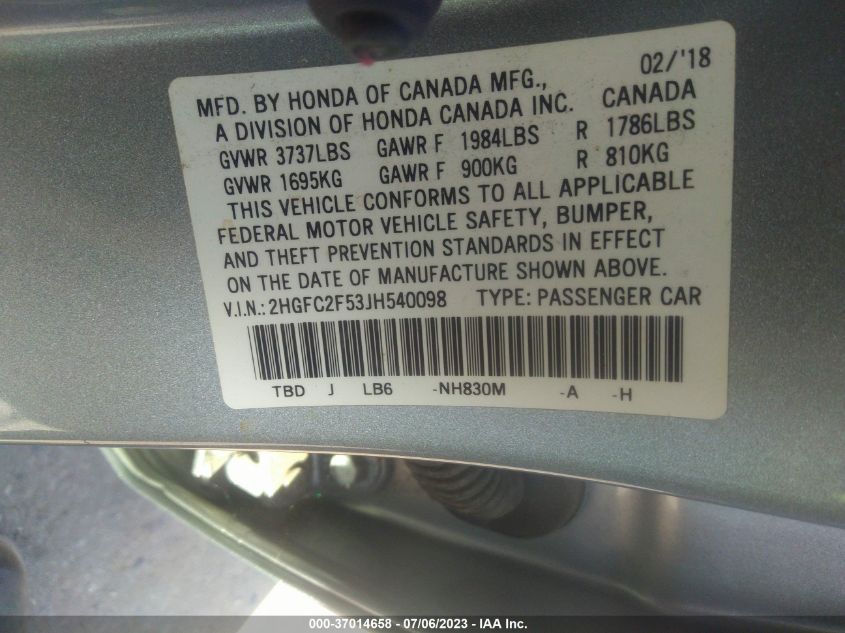 02/'18
MFD. BY HONDA OF CANADA MFG.,
A DIVISION OF HONDA CANADA INC. CANADA
GVWR 3737LBS GAWR F 1984LBS R 1786LBS
GVWR 1695KG GAWR F 900KG R 810KG
THIS VEHICLE CONFORMS TO ALL APPLICABLE
FEDERAL MOTOR VEHICLE SAFETY, BUMPER,
AND THEFT PREVENTION STANDARDS IN EFFECT
ON THE DATE OF MANUFACTURE SHOWN ABOVE.
V.I.N.: 2HGFC2F53JH540098 TYPE: PASSENGER CAR
TBD J LB6 -NH830M -A -H
000-37014658 - 07/06/2023 - IAA Inc.